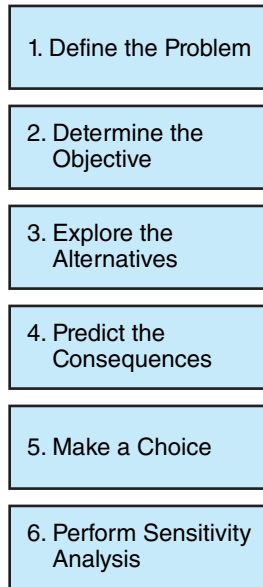 1. Define the Problem
2. Determine the
Objective
3. Explore the
Alternatives
4. Predict the
Consequences
5. Make a Choice
6. Perform Sensitivity
Analysis